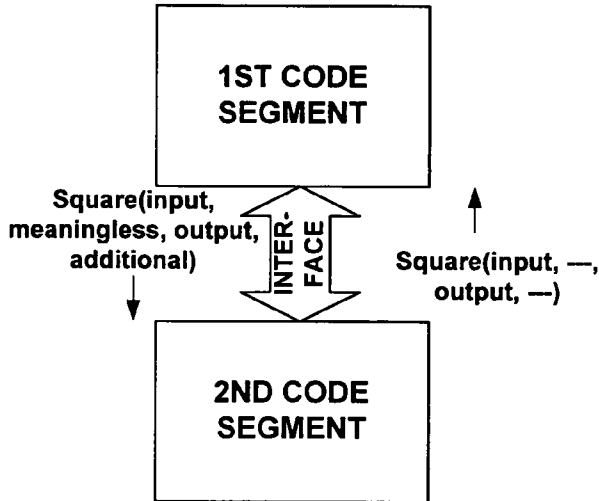 1ST CODE
SEGMENT
Square(input,
meaningless, output,
additional)
INTER-
FACE
Square(input, —,
output, —)
2ND CODE
SEGMENT